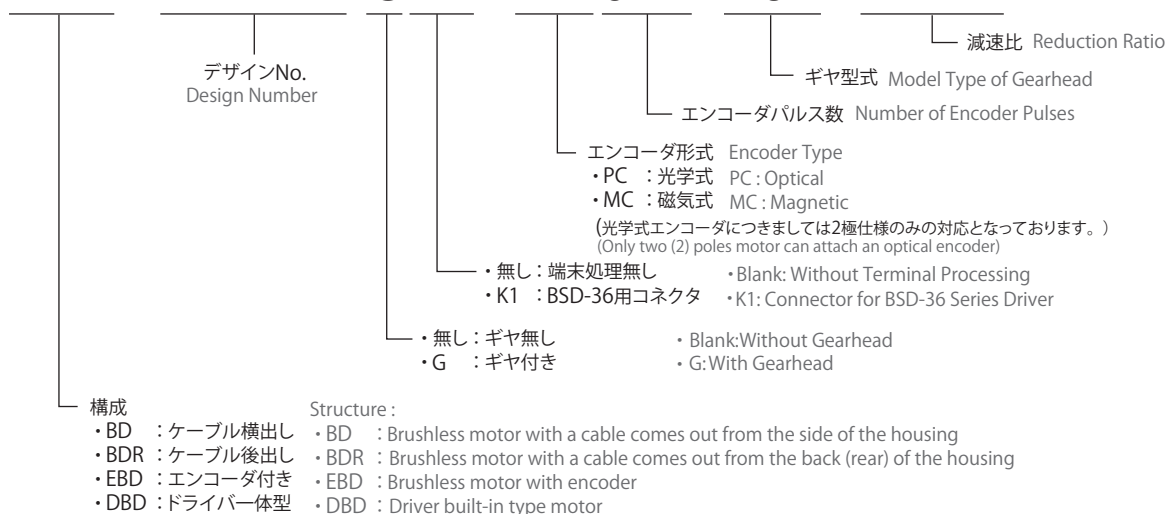 減速比 Reduction Ratio
デザインNo.
Design Number
ギヤ型式 Model Type of Gearhead
エンコーダパルス数 Number of Encoder Pulses
エンコーダ形式 Encoder Type
・PC ：光学式 PC : Optical
・MC ：磁気式 MC : Magnetic
(光学式エンコーダにつきましては2極仕様のみの対応となっております。)
(Only two (2) poles motor can attach an optical encoder)
・無し：端末処理無し ・Blank: Without Terminal Processing
・K1 ：BSD-36用コネクタ ・K1: Connector for BSD-36 Series Driver
・無し：ギヤ無し ・Blank:Without Gearhead
・G ：ギヤ付き ・G:With Gearhead
構成 Structure :
・BD ：ケーブル横出し ・BD : Brushless motor with a cable comes out from the side of the housing
・BDR ：ケーブル後出し ・BDR : Brushless motor with a cable comes out from the back (rear) of the housing
・EBD ：エンコーダ付き ・EBD : Brushless motor with encoder
・DBD ：ドライバ一体型 ・DBD : Driver built-in type motor